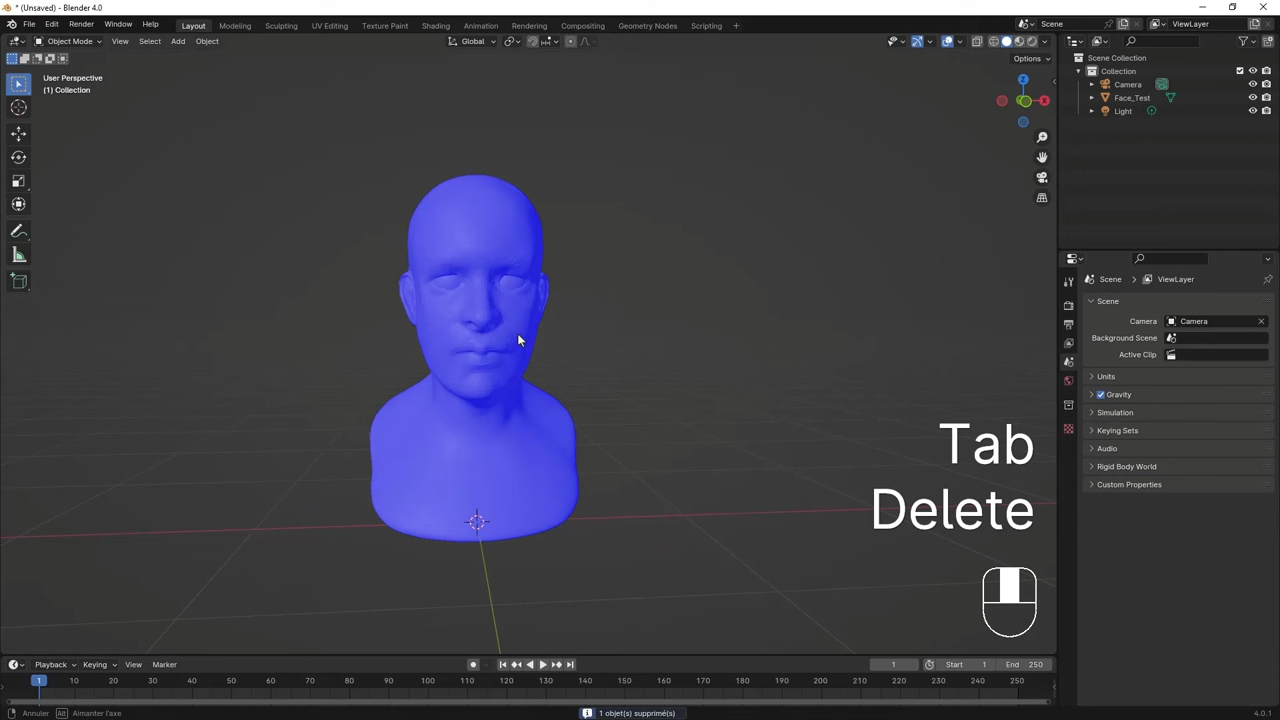 * (Unsaved) - Blender 4.0
File Edit Render Window Help Layout Modeling Sculpting UV Editing Texture Paint Shading Animation Rendering Compositing Geometry Nodes Scripting + Scene ViewLayer
Object Mode View Select Add Object Global
Options
User Perspective
(1) Collection
Z
X
Scene Collection
Collection
Camera
Face_Test
Light
Scene ViewLayer
Scene
Camera Camera
Background Scene
Active Clip
Units
Gravity
Simulation
Keying Sets
Audio
Rigid Body World
Custom Properties
Tab
Delete
Playback Keying View Marker 1 Start 1 End 250
1 10 20 30 40 50 60 70 80 90 100 110 120 130 140 150 160 170 180 190 200 210 220 230 240 250
Annuler Alt Aimanter l'axe 1 objet(s) supprimé(s) 4.0.1